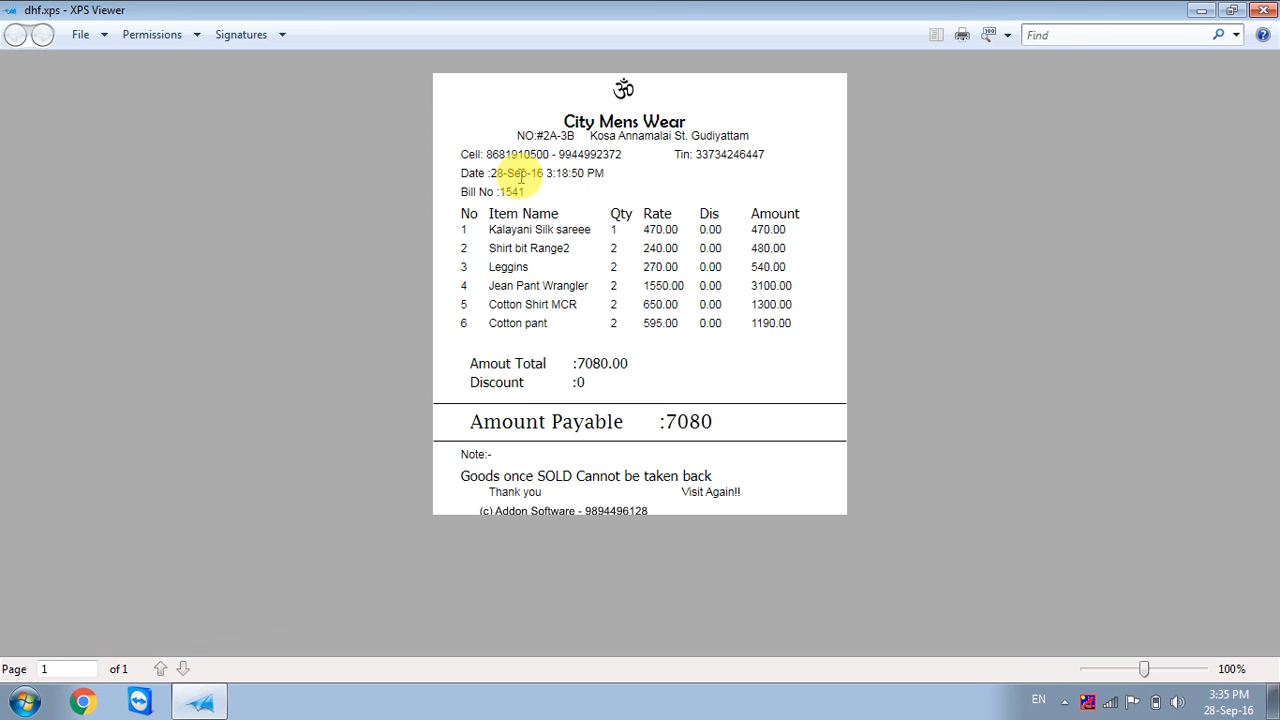 dhf.xps - XPS Viewer
File Permissions Signatures Find
ॐ
City Mens Wear
NO:#2A-3B Kosa Annamalai St. Gudiyattam
Cell: 8681910500 - 9944992372 Tin: 33734246447
Date :28-Sep-16 3:18:50 PM
Bill No :1541
No Item Name Qty Rate Dis Amount
1 Kalayani Silk sareee 1 470.00 0.00 470.00
2 Shirt bit Range2 2 240.00 0.00 480.00
3 Leggins 2 270.00 0.00 540.00
4 Jean Pant Wrangler 2 1550.00 0.00 3100.00
5 Cotton Shirt MCR 2 650.00 0.00 1300.00
6 Cotton pant 2 595.00 0.00 1190.00
Amout Total :7080.00
Discount :0
Amount Payable :7080
Note:-
Goods once SOLD Cannot be taken back
Thank you Visit Again!!
(c) Addon Software - 9894496128
Page 1 of 1 100%
EN 3:35 PM
28-Sep-16